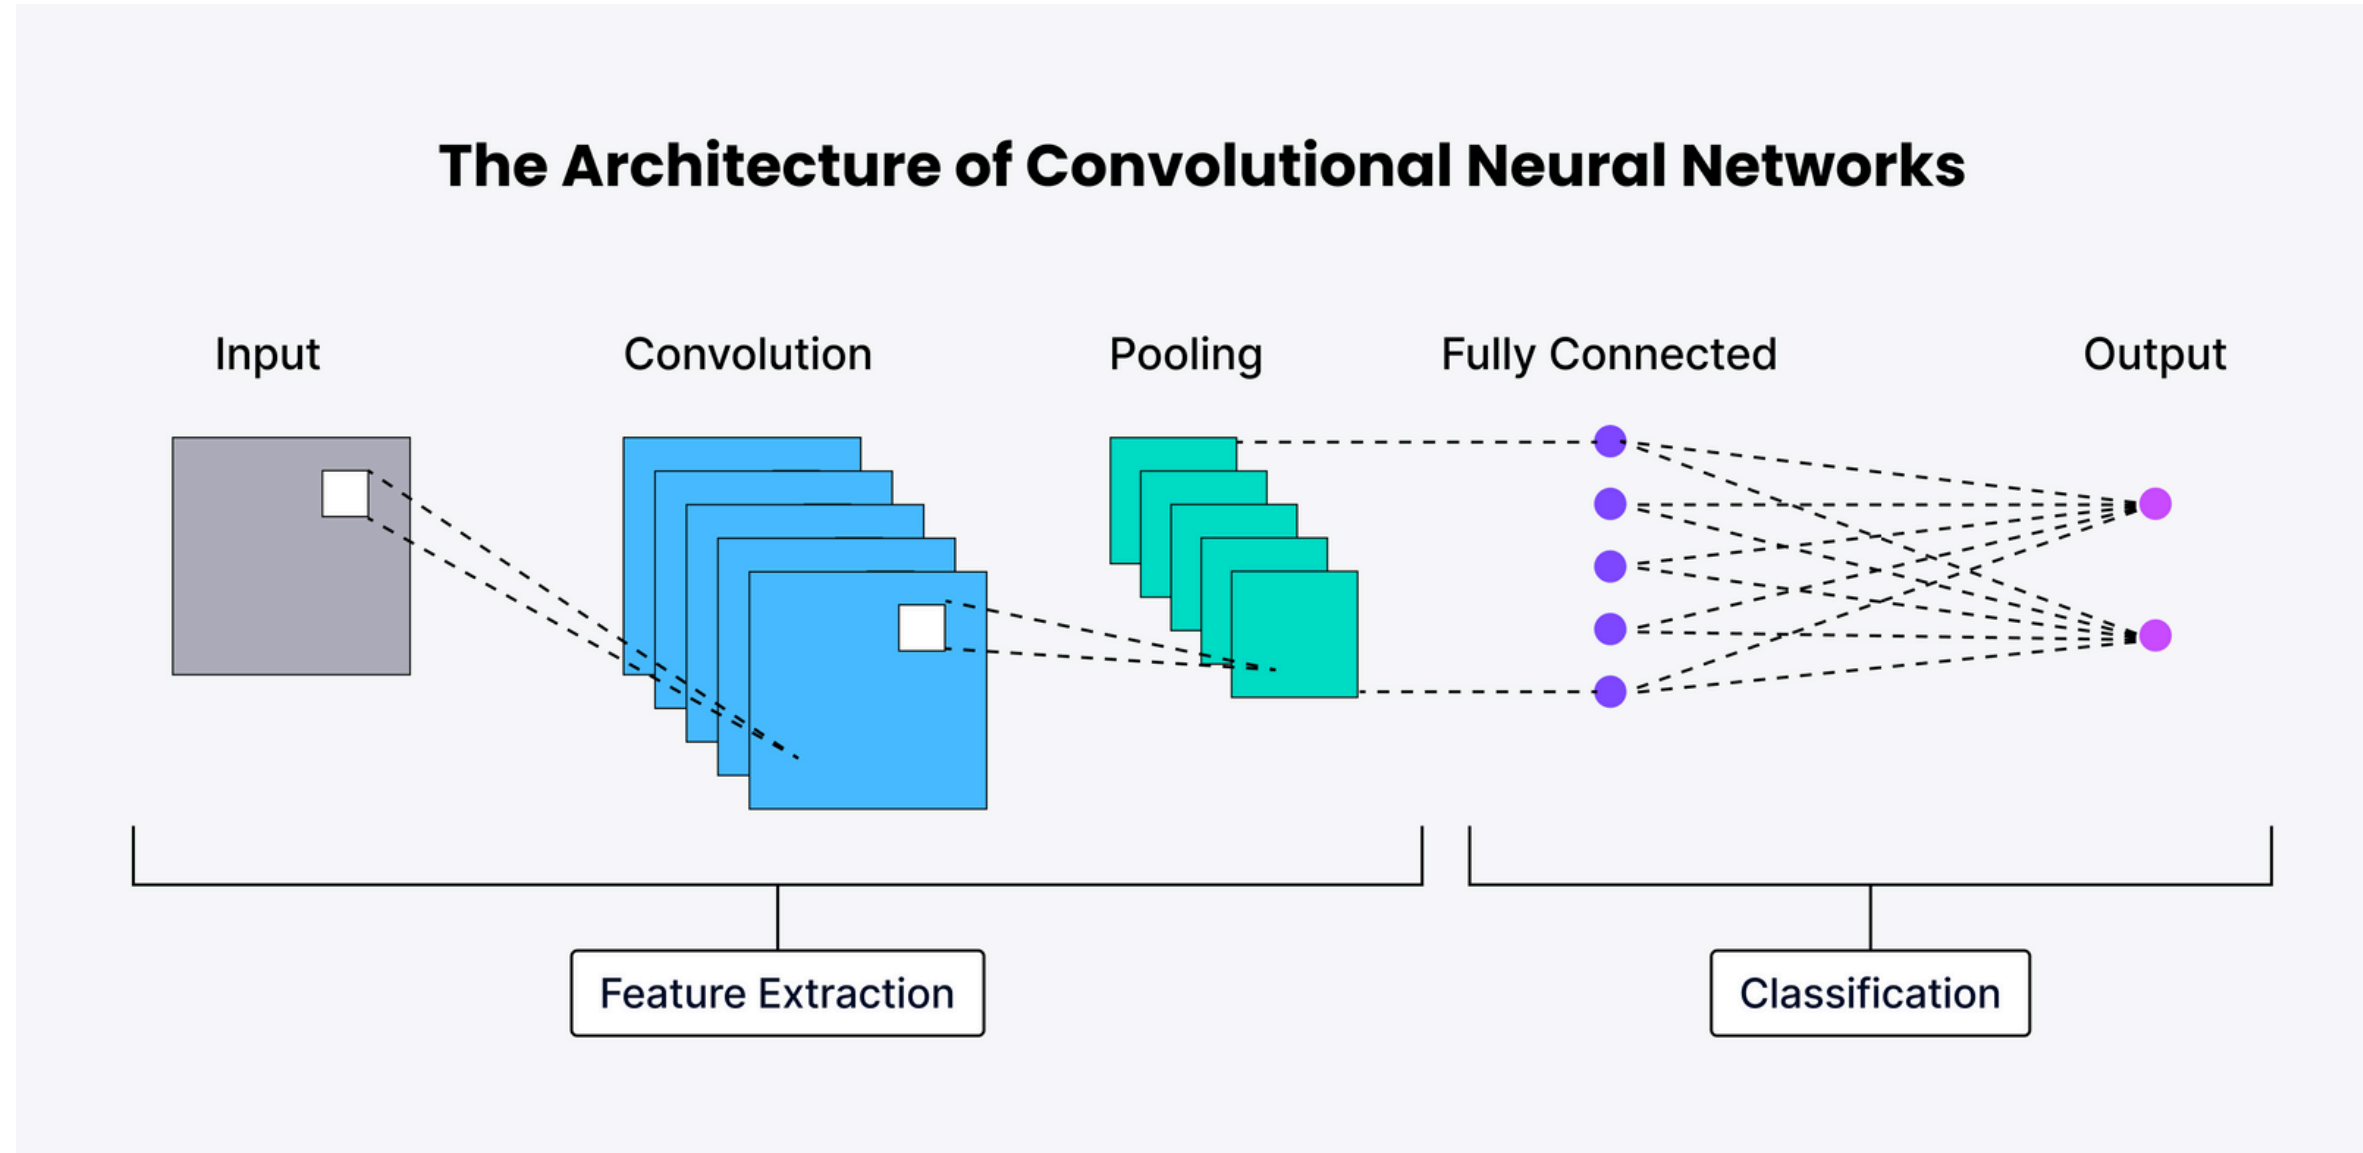 The Architecture of Convolutional Neural Networks
Input
Convolution
Pooling
Fully Connected
Output
Feature Extraction
Classification